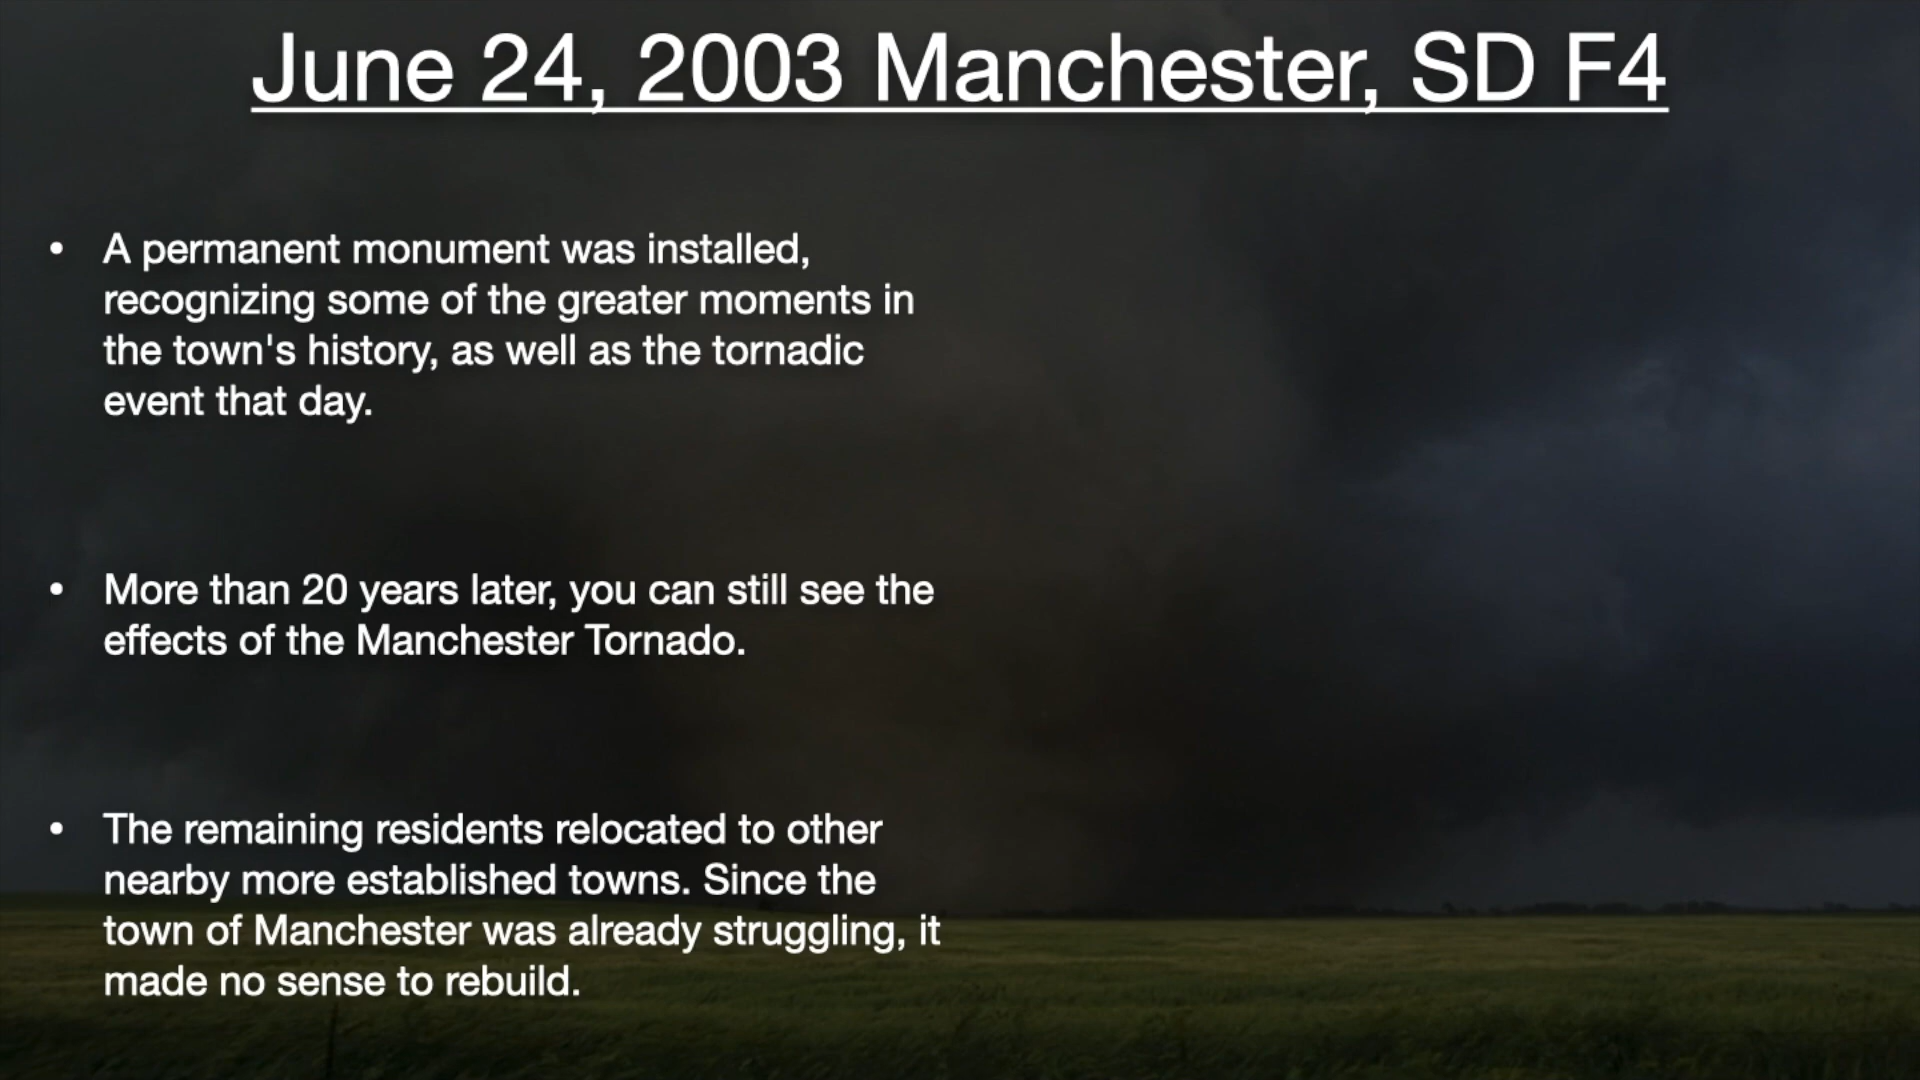 June 24, 2003 Manchester, SD F4
• A permanent monument was installed,
recognizing some of the greater moments in
the town's history, as well as the tornadic
event that day.
• More than 20 years later, you can still see the
effects of the Manchester Tornado.
• The remaining residents relocated to other
nearby more established towns. Since the
town of Manchester was already struggling, it
made no sense to rebuild.